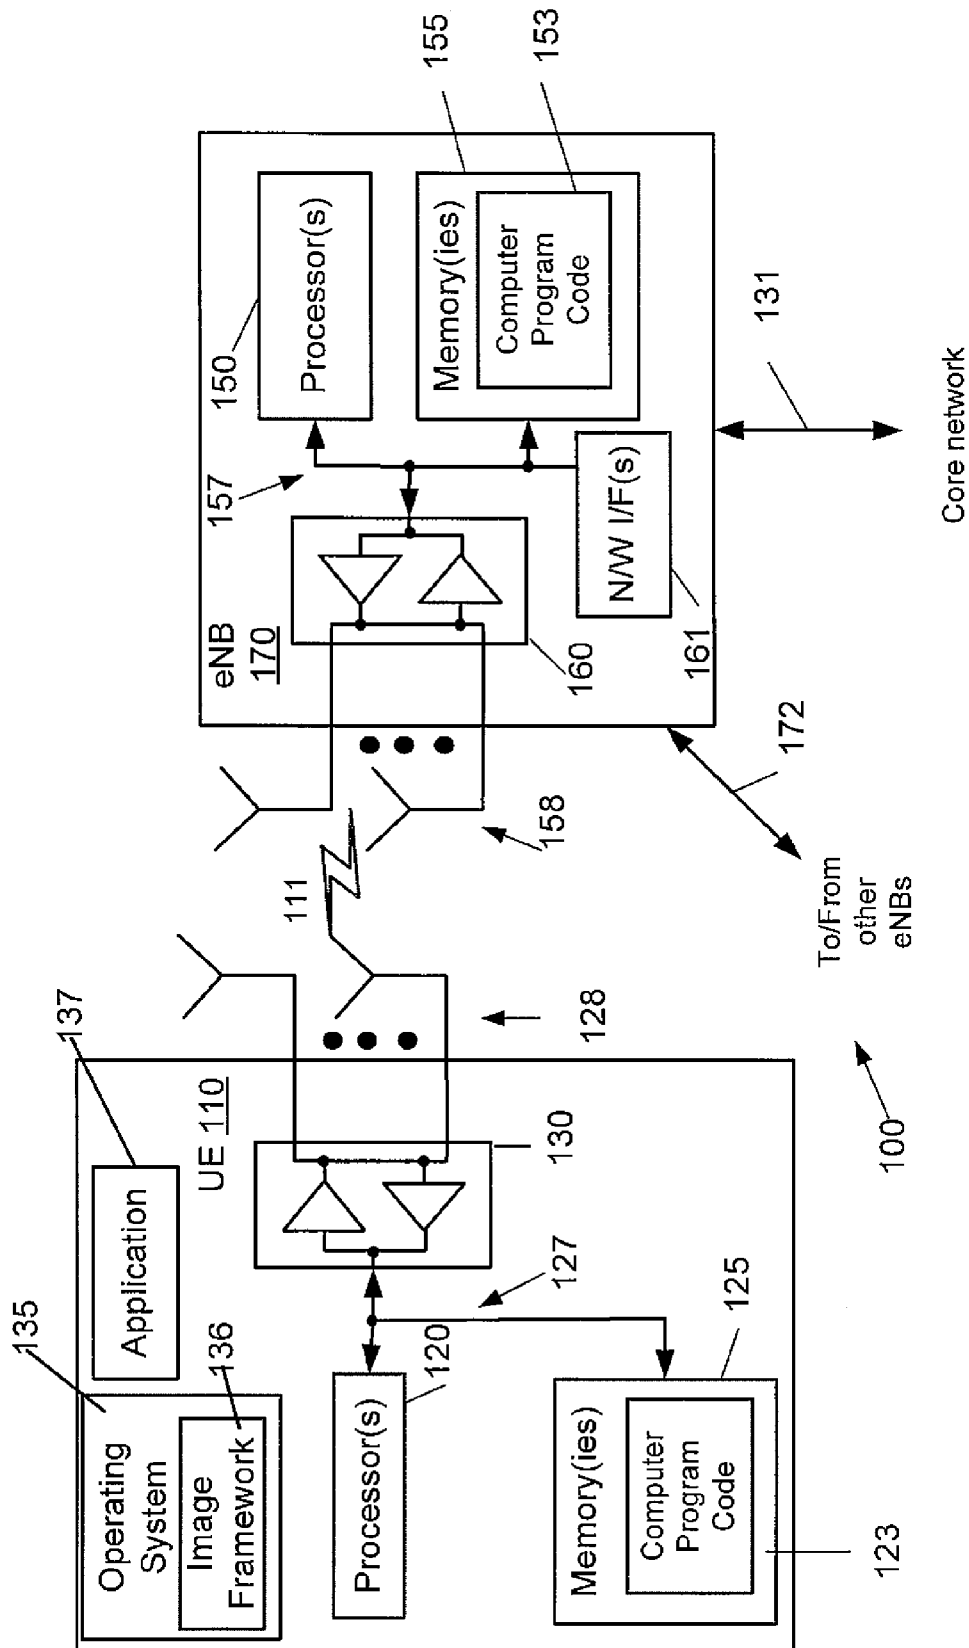 135
137
Operating
System
136
Image
Framework
Application
UE 110
130
Processor(s)
120
127
Memory(ies)
125
Computer
Program
Code
123
128
111
158
100
eNB
170
157
150
Processor(s)
155
Memory(ies)
153
Computer
Program
Code
160
N/W I/F(s)
161
172
To/From
other
eNBs
131
Core network